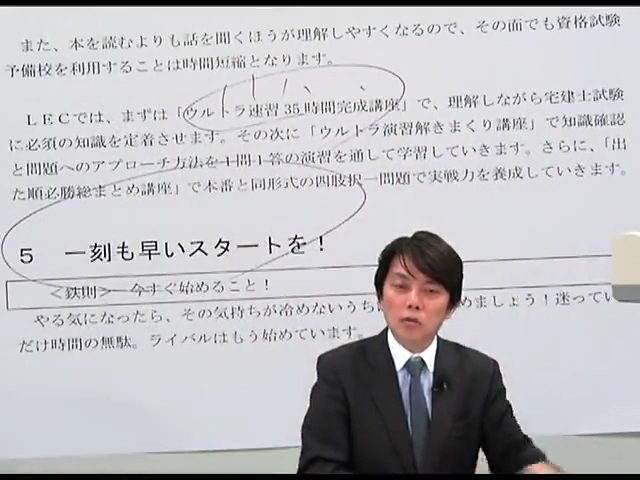 また、本を読むよりも話を聞くほうが理解しやすくなるので、その面でも資格試験
予備校を利用することは時間短縮となります。
ＬＥＣでは、まずは「ウルトラ速習35時間完成講座」で、理解しながら宅建士試験
に必須の知識を定着させます。その次に「ウルトラ演習解きまくり講座」で知識確認
と問題へのアプローチ方法を1問1答の演習を通して学習していきます。さらに、「出
た順必勝総まとめ講座」で本番と同形式の四肢択一問題で実戦力を養成していきます。
5　一刻も早いスタートを！
＜鉄則＞　今すぐ始めること！
やる気になったら、その気持ちが冷めないうち めましょう！迷ってい
だけ時間の無駄。ライバルはもう始めています。